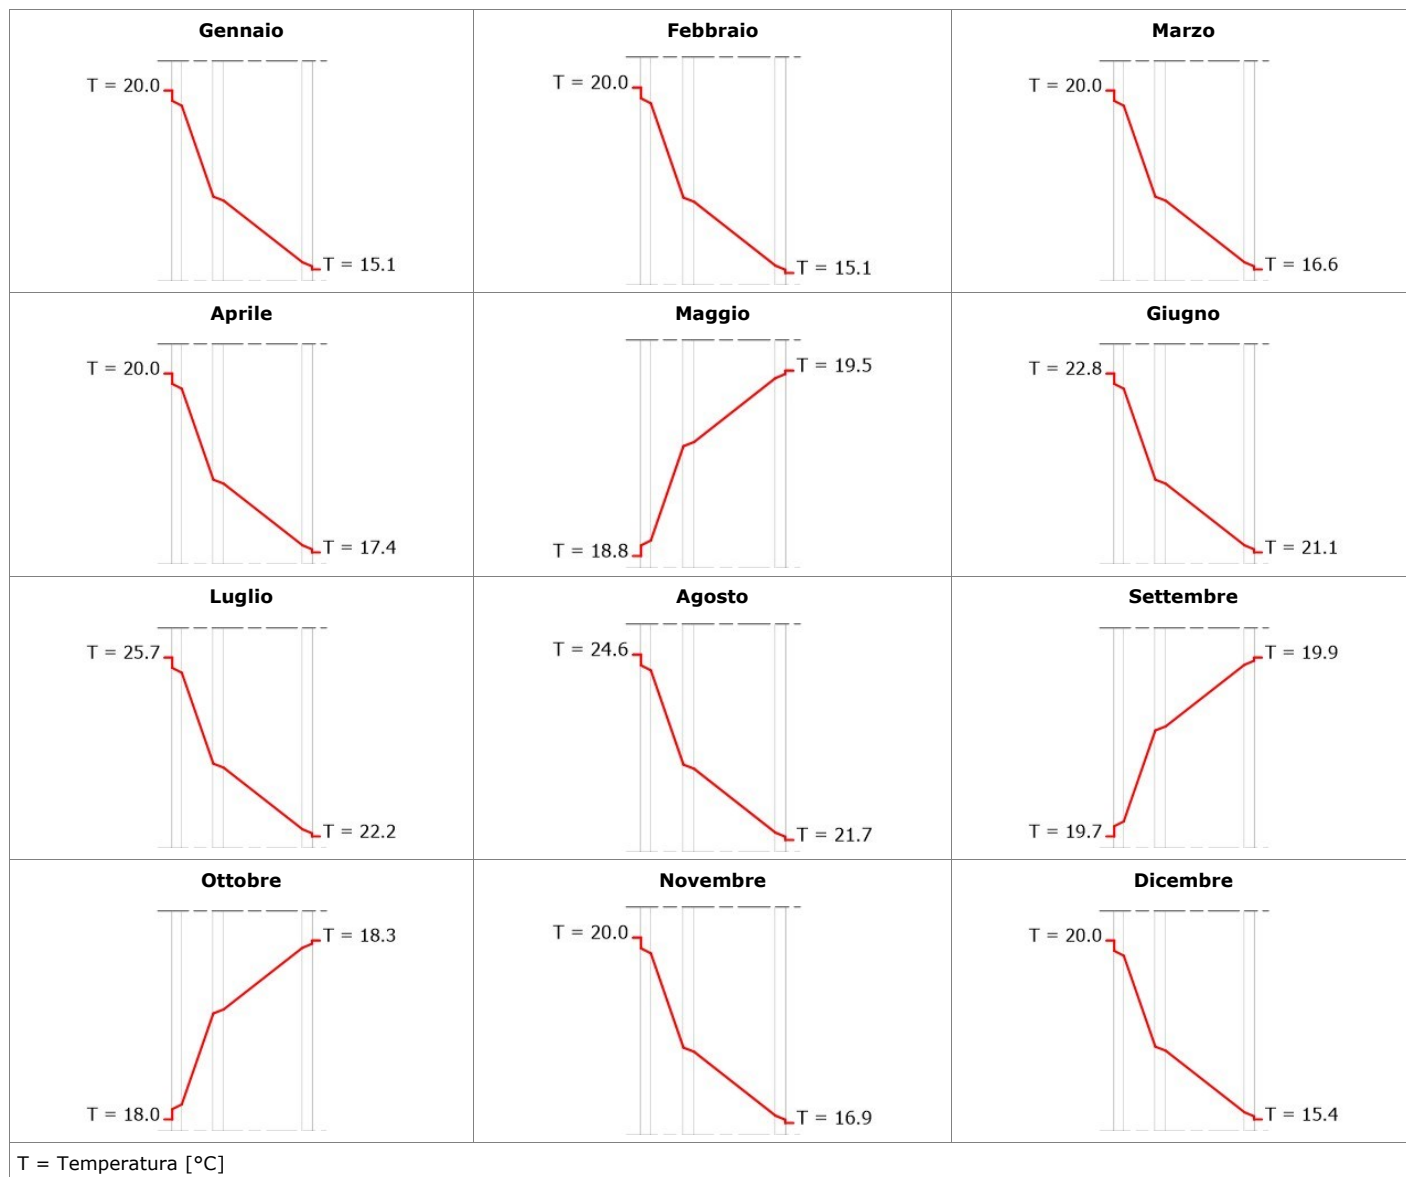 Gennaio
T = 20.0
T = 15.1
Febbraio
T = 20.0
T = 15.1
Marzo
T = 20.0
T = 16.6
Aprile
T = 20.0
T = 17.4
Maggio
T = 19.5
T = 18.8
Giugno
T = 22.8
T = 21.1
Luglio
T = 25.7
T = 22.2
Agosto
T = 24.6
T = 21.7
Settembre
T = 19.9
T = 19.7
Ottobre
T = 18.3
T = 18.0
Novembre
T = 20.0
T = 16.9
Dicembre
T = 20.0
T = 15.4
T = Temperatura [°C]